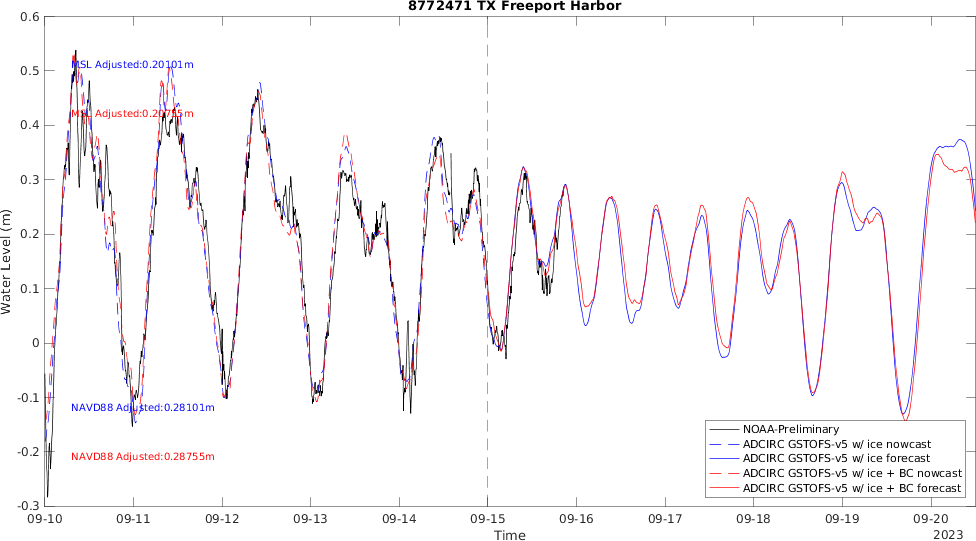 8772471 TX Freeport Harbor
Water Level (m)
0.6
0.5
0.4
0.3
0.2
0.1
0
-0.1
-0.2
-0.3
MSL Adjusted:0.20101m
MSL Adjusted:0.20755m
NAVD88 Adjusted:0.28101m
NAVD88 Adjusted:0.28755m
NOAA-Preliminary
ADCIRC GSTOFS-v5 w/ ice nowcast
ADCIRC GSTOFS-v5 w/ ice forecast
ADCIRC GSTOFS-v5 w/ ice + BC nowcast
ADCIRC GSTOFS-v5 w/ ice + BC forecast
09-10 09-11 09-12 09-13 09-14 09-15 09-16 09-17 09-18 09-19 09-20
Time
2023